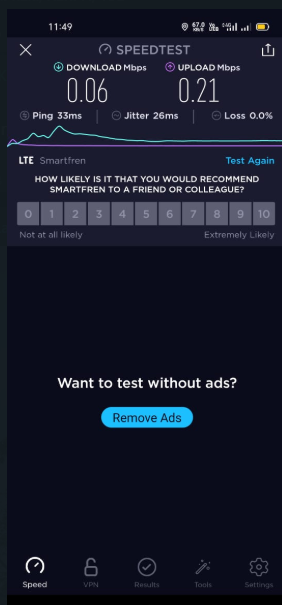 11:49
67.0
SPEEDTEST
DOWNLOAD Mbps
UPLOAD Mbps
0.06
0.21
Ping 33ms
Jitter 26ms
Loss 0.0%
LTE Smartfren
Test Again
HOW LIKELY IS IT THAT YOU WOULD RECOMMEND
SMARTFREN TO A FRIEND OR COLLEAGUE?
0 1 2 3 4 5 6 7 8 9 10
Not at all likely
Extremely Likely
Want to test without ads?
Remove Ads
Speed
VPN
Results
Tools
Settings